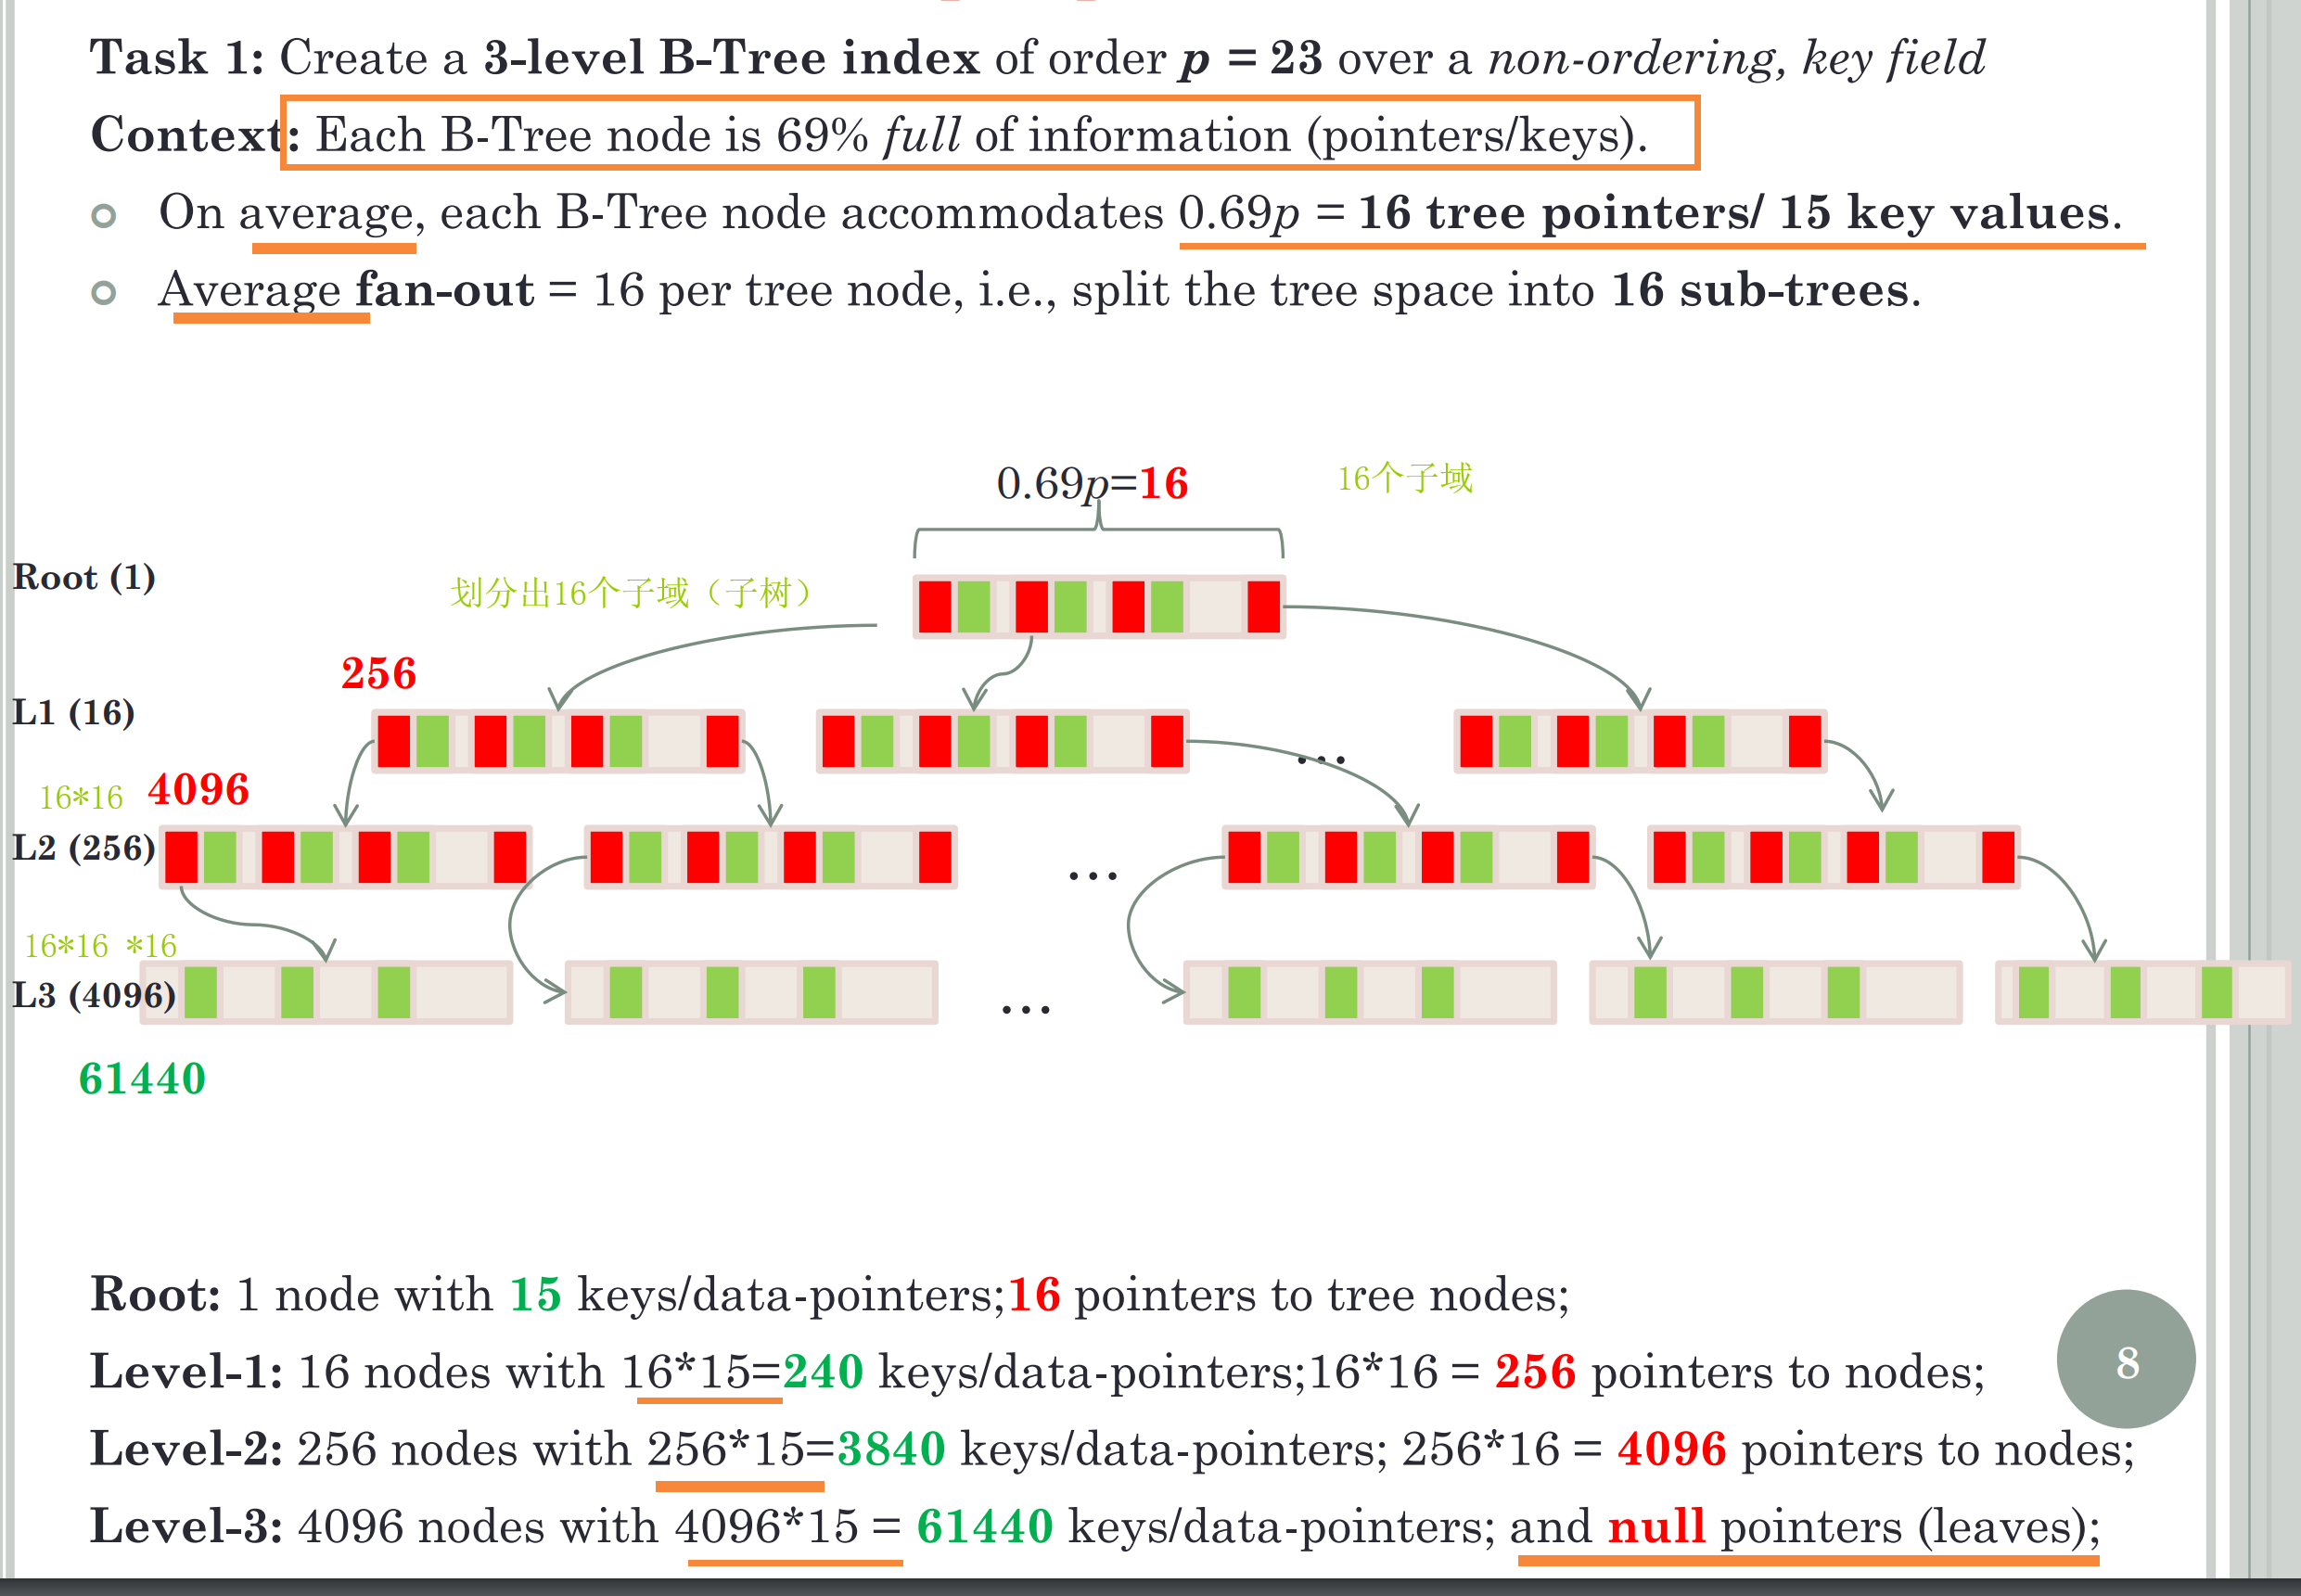 Task 1: Create a 3-level B-Tree index of order p = 23 over a non-ordering, key field
Context: Each B-Tree node is 69% full of information (pointers/keys).
On average, each B-Tree node accommodates 0.69p = 16 tree pointers/ 15 key values.
Average fan-out = 16 per tree node, i.e., split the tree space into 16 sub-trees.
0.69p=16
16个子域
Root (1)
划分出16个子域（子树）
256
L1 (16)
...
16*16
4096
L2 (256)
...
16*16 *16
L3 (4096)
...
61440
Root: 1 node with 15 keys/data-pointers;16 pointers to tree nodes;
Level-1: 16 nodes with 16*15=240 keys/data-pointers;16*16 = 256 pointers to nodes;
8
Level-2: 256 nodes with 256*15=3840 keys/data-pointers; 256*16 = 4096 pointers to nodes;
Level-3: 4096 nodes with 4096*15 = 61440 keys/data-pointers; and null pointers (leaves);